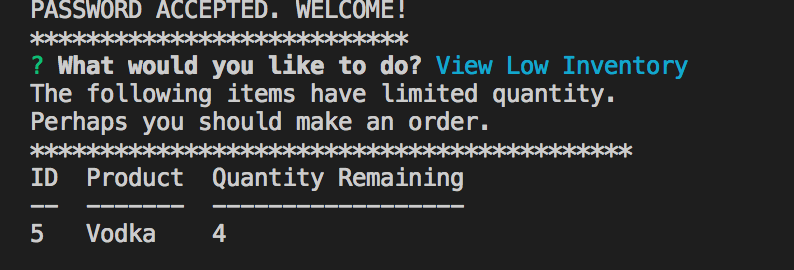 PASSWORD ACCEPTED. WELCOME!
***************************
? What would you like to do? View Low Inventory
The following items have limited quantity.
Perhaps you should make an order.
*******************************************
ID  Product  Quantity Remaining
--  -------  ------------------
5   Vodka    4